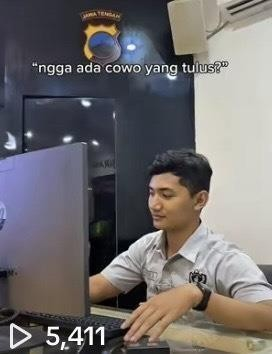 JAWA TENGAH
“ngga ada cowo yang tulus?”
5,411